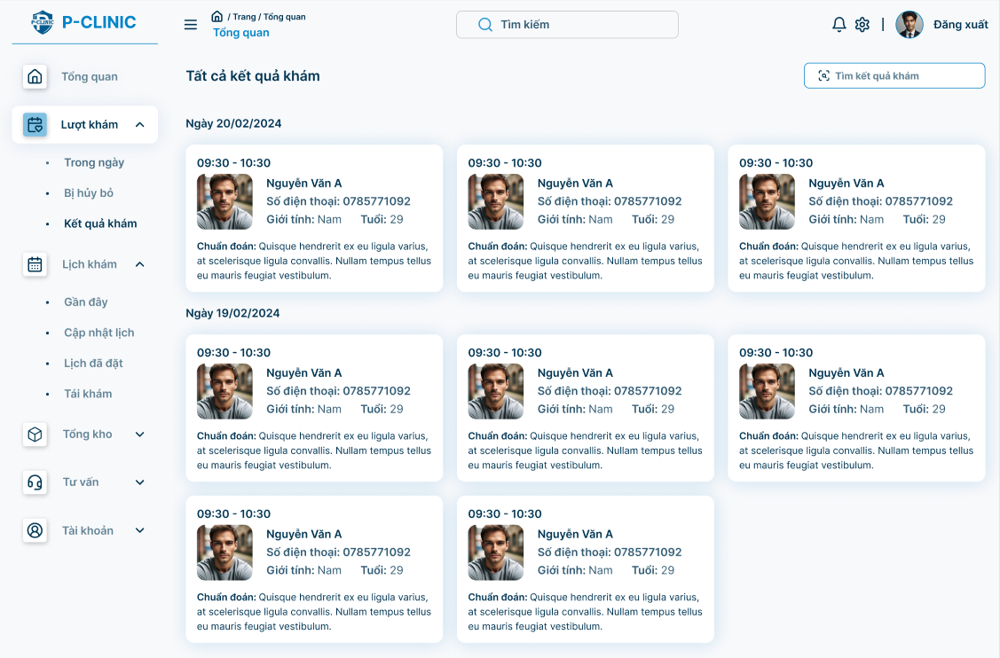 P-CLINIC
P-CLINIC
/ Trang / Tổng quan
Tổng quan
Tìm kiếm
|
Đăng xuất
Tổng quan
Lượt khám
Trong ngày
Bị hủy bỏ
Kết quả khám
Lịch khám
Gần đây
Cập nhật lịch
Lịch đã đặt
Tái khám
Tổng kho
Tư vấn
Tài khoản
Tất cả kết quả khám
Tìm kết quả khám
Ngày 20/02/2024
09:30 - 10:30
Nguyễn Văn A
Số điện thoại: 0785771092
Giới tính: Nam Tuổi: 29
Chuẩn đoán: Quisque hendrerit ex eu ligula varius,
at scelerisque ligula convallis. Nullam tempus tellus
eu mauris feugiat vestibulum.
09:30 - 10:30
Nguyễn Văn A
Số điện thoại: 0785771092
Giới tính: Nam Tuổi: 29
Chuẩn đoán: Quisque hendrerit ex eu ligula varius,
at scelerisque ligula convallis. Nullam tempus tellus
eu mauris feugiat vestibulum.
09:30 - 10:30
Nguyễn Văn A
Số điện thoại: 0785771092
Giới tính: Nam Tuổi: 29
Chuẩn đoán: Quisque hendrerit ex eu ligula varius,
at scelerisque ligula convallis. Nullam tempus tellus
eu mauris feugiat vestibulum.
Ngày 19/02/2024
09:30 - 10:30
Nguyễn Văn A
Số điện thoại: 0785771092
Giới tính: Nam Tuổi: 29
Chuẩn đoán: Quisque hendrerit ex eu ligula varius,
at scelerisque ligula convallis. Nullam tempus tellus
eu mauris feugiat vestibulum.
09:30 - 10:30
Nguyễn Văn A
Số điện thoại: 0785771092
Giới tính: Nam Tuổi: 29
Chuẩn đoán: Quisque hendrerit ex eu ligula varius,
at scelerisque ligula convallis. Nullam tempus tellus
eu mauris feugiat vestibulum.
09:30 - 10:30
Nguyễn Văn A
Số điện thoại: 0785771092
Giới tính: Nam Tuổi: 29
Chuẩn đoán: Quisque hendrerit ex eu ligula varius,
at scelerisque ligula convallis. Nullam tempus tellus
eu mauris feugiat vestibulum.
09:30 - 10:30
Nguyễn Văn A
Số điện thoại: 0785771092
Giới tính: Nam Tuổi: 29
Chuẩn đoán: Quisque hendrerit ex eu ligula varius,
at scelerisque ligula convallis. Nullam tempus tellus
eu mauris feugiat vestibulum.
09:30 - 10:30
Nguyễn Văn A
Số điện thoại: 0785771092
Giới tính: Nam Tuổi: 29
Chuẩn đoán: Quisque hendrerit ex eu ligula varius,
at scelerisque ligula convallis. Nullam tempus tellus
eu mauris feugiat vestibulum.